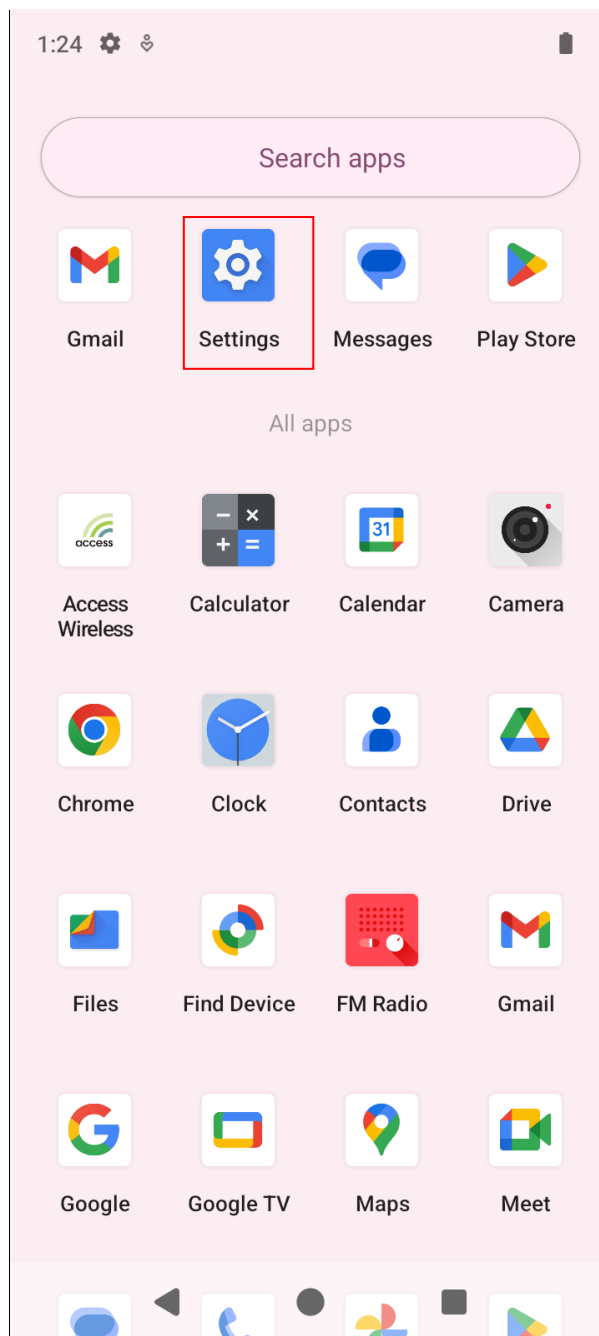 1:24
Search apps
Gmail Settings Messages Play Store
All apps
access
Access Calculator Calendar Camera
Wireless
31
Chrome Clock Contacts Drive
Files Find Device FM Radio Gmail
Google Google TV Maps Meet